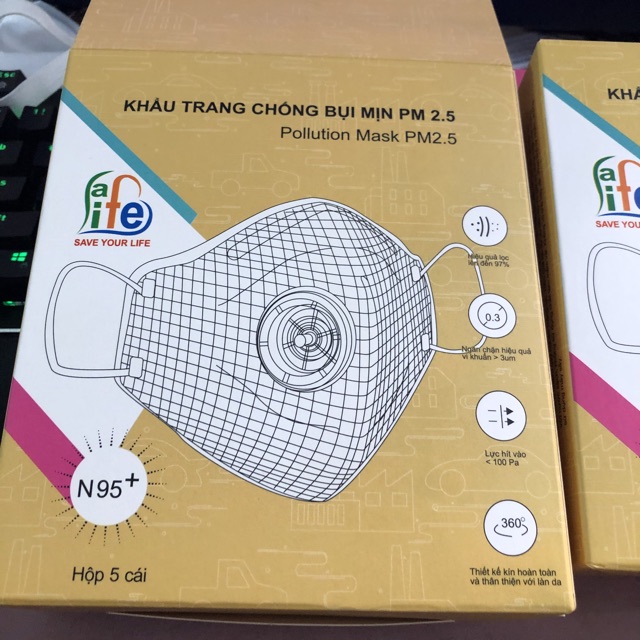 KHẨU TRANG CHỐNG BỤI MỊN PM 2.5
Pollution Mask PM2.5
Safe life
SAVE YOUR LIFE
Hiệu quả lọc
lên đến 97%
0.3
Ngăn chặn hiệu quả
vi khuẩn > 3um
Lực hít vào
< 100 Pa
360°
Thiết kế kín hoàn toàn
và thân thiện với làn da
N95+
Hộp 5 cái
KHẨ
SAVE YOUR LIFE